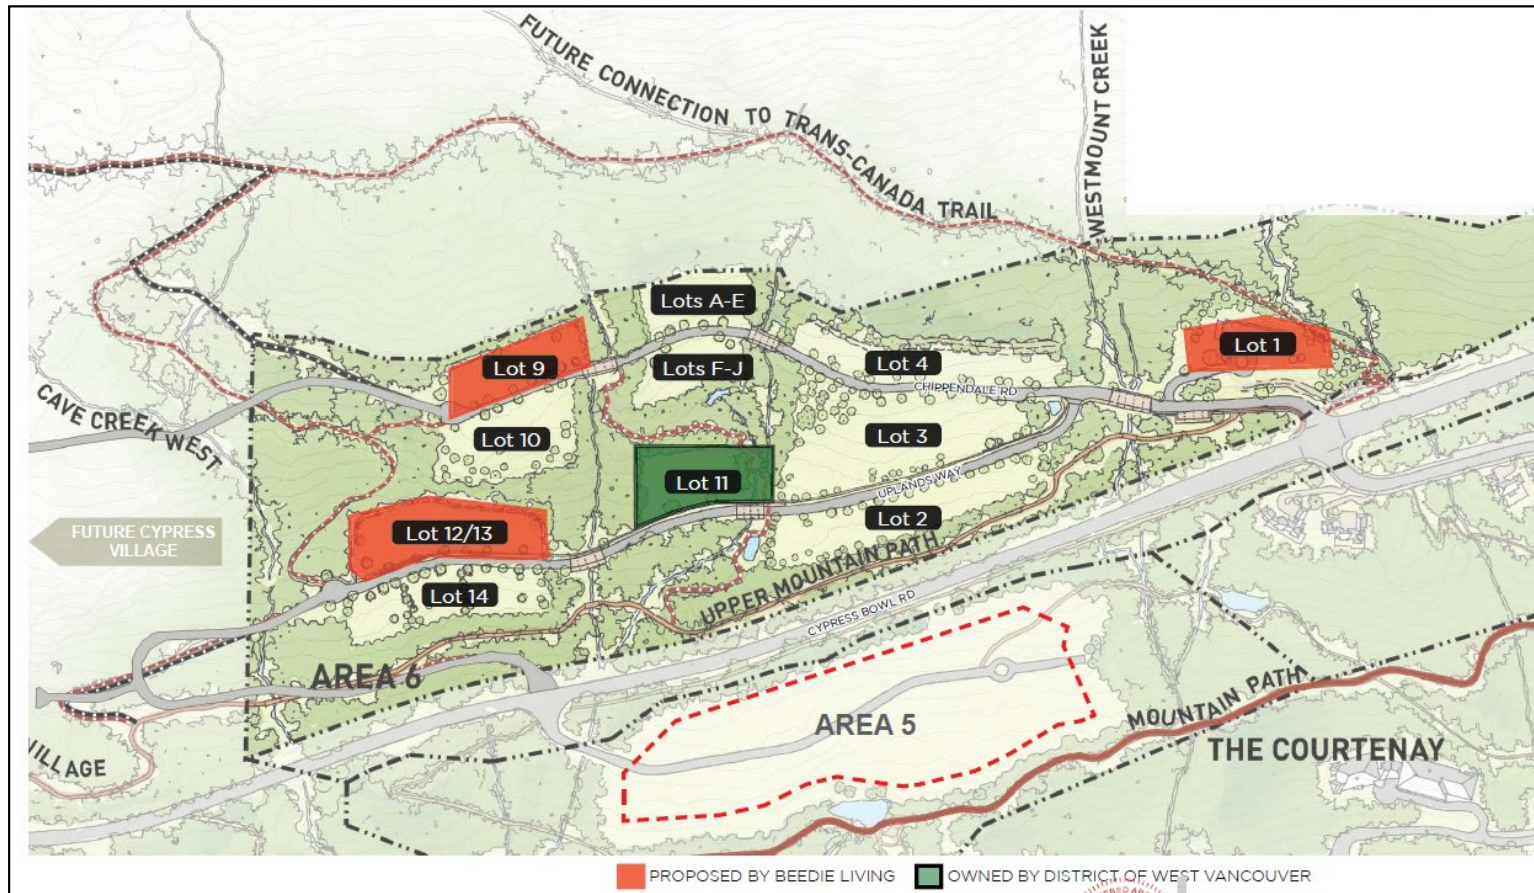 FUTURE CONNECTION TO TRANS-CANADA TRAIL
WESTMOUNT CREEK
Lots A-E
Lot 1
Lot 9
Lots F-J
Lot 4
CHIPPENDALE RD
CAVE CREEK WEST
Lot 10
Lot 3
Lot 11
UPLANDS WAY
Lot 2
FUTURE CYPRESS
VILLAGE
Lot 12/13
UPPER MOUNTAIN PATH
Lot 14
CYPRESS BOWL RD
AREA 6
AREA 5
MOUNTAIN PATH
THE COURTENAY
VILLAGE
PROPOSED BY BEEDIE LIVING
OWNED BY DISTRICT OF WEST VANCOUVER